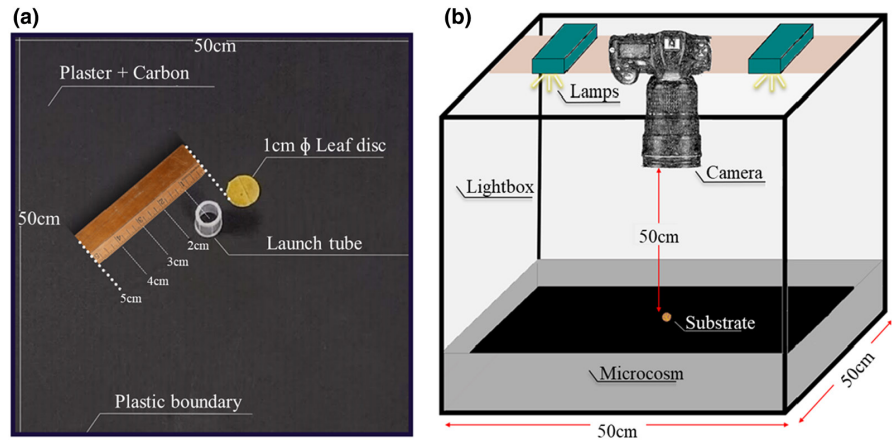 (a)
50cm
Plaster + Carbon
1cm ϕ Leaf disc
50cm
Launch tube
2cm
3cm
4cm
5cm
Plastic boundary
(b)
Lamps
Camera
Lightbox
50cm
Substrate
Microcosm
50cm
50cm